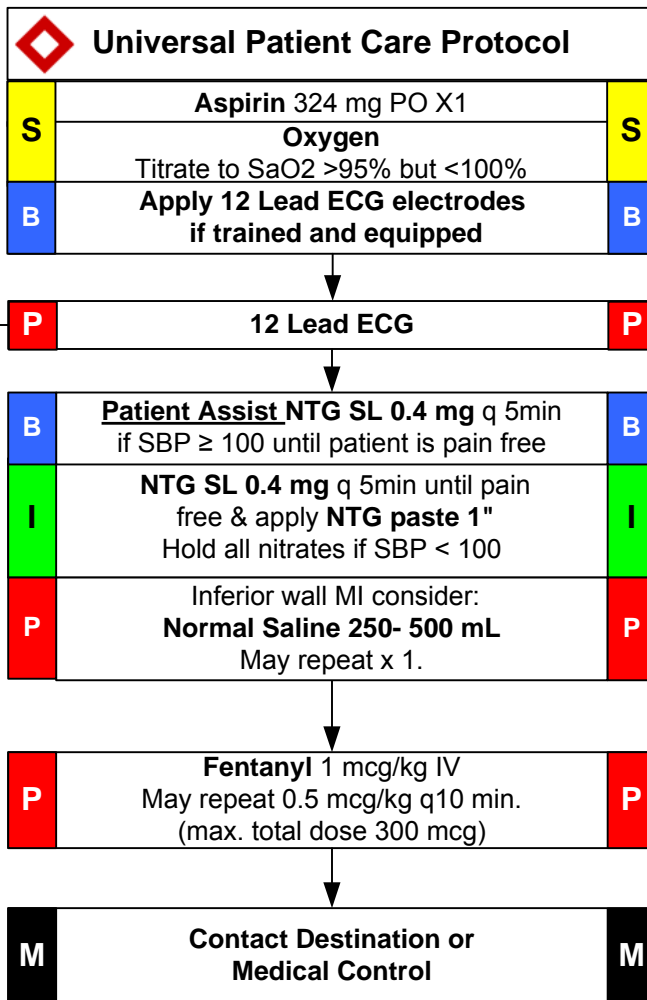 Universal Patient Care Protocol
S
Aspirin 324 mg PO X1
S
Oxygen
Titrate to SaO2 >95% but <100%
B
Apply 12 Lead ECG electrodes
B
if trained and equipped
P
12 Lead ECG
P
B
Patient Assist NTG SL 0.4 mg q 5min
B
if SBP ≥ 100 until patient is pain free
I
NTG SL 0.4 mg q 5min until pain
I
free & apply NTG paste 1"
Hold all nitrates if SBP < 100
P
Inferior wall MI consider:
P
Normal Saline 250- 500 mL
May repeat x 1.
P
Fentanyl 1 mcg/kg IV
P
May repeat 0.5 mcg/kg q10 min.
(max. total dose 300 mcg)
M
Contact Destination or
M
Medical Control